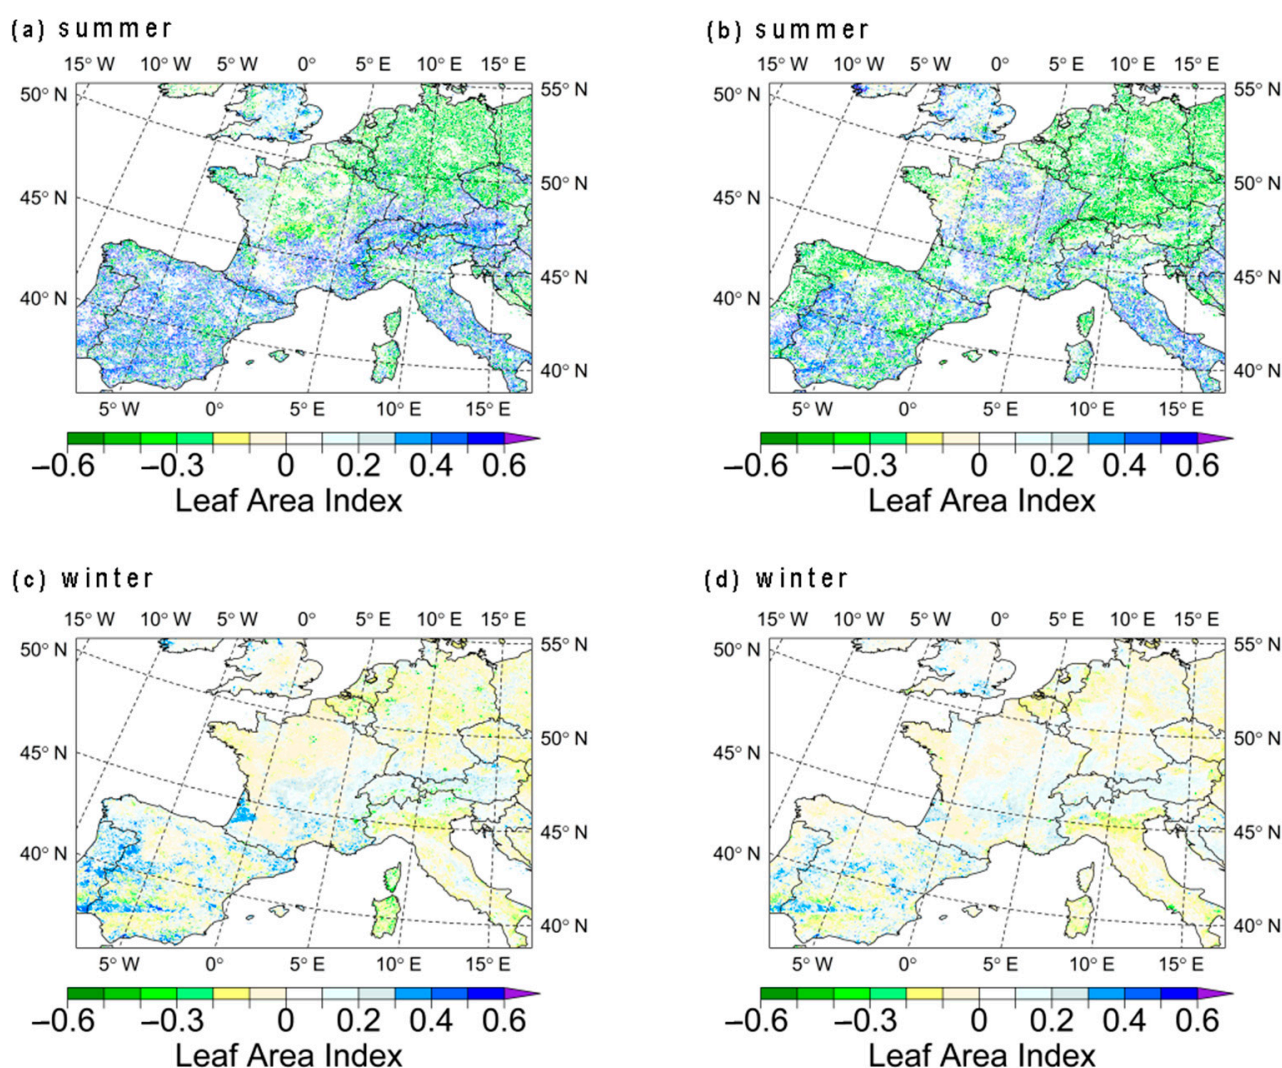 (a) summer
(b) summer
15° W 10° W 5° W 0° 5° E 10° E 15° E
15° W 10° W 5° W 0° 5° E 10° E 15° E
50° N 55° N
50° N 55° N
45° N 50° N
45° N 50° N
40° N 45° N
40° N 45° N
40° N
40° N
5° W 0° 5° E 10° E 15° E
5° W 0° 5° E 10° E 15° E
−0.6 −0.3 0 0.2 0.4 0.6
−0.6 −0.3 0 0.2 0.4 0.6
Leaf Area Index
Leaf Area Index
(c) winter
(d) winter
15° W 10° W 5° W 0° 5° E 10° E 15° E
15° W 10° W 5° W 0° 5° E 10° E 15° E
50° N 55° N
50° N 55° N
45° N 50° N
45° N 50° N
40° N 45° N
40° N 45° N
40° N
40° N
5° W 0° 5° E 10° E 15° E
5° W 0° 5° E 10° E 15° E
−0.6 −0.3 0 0.2 0.4 0.6
−0.6 −0.3 0 0.2 0.4 0.6
Leaf Area Index
Leaf Area Index